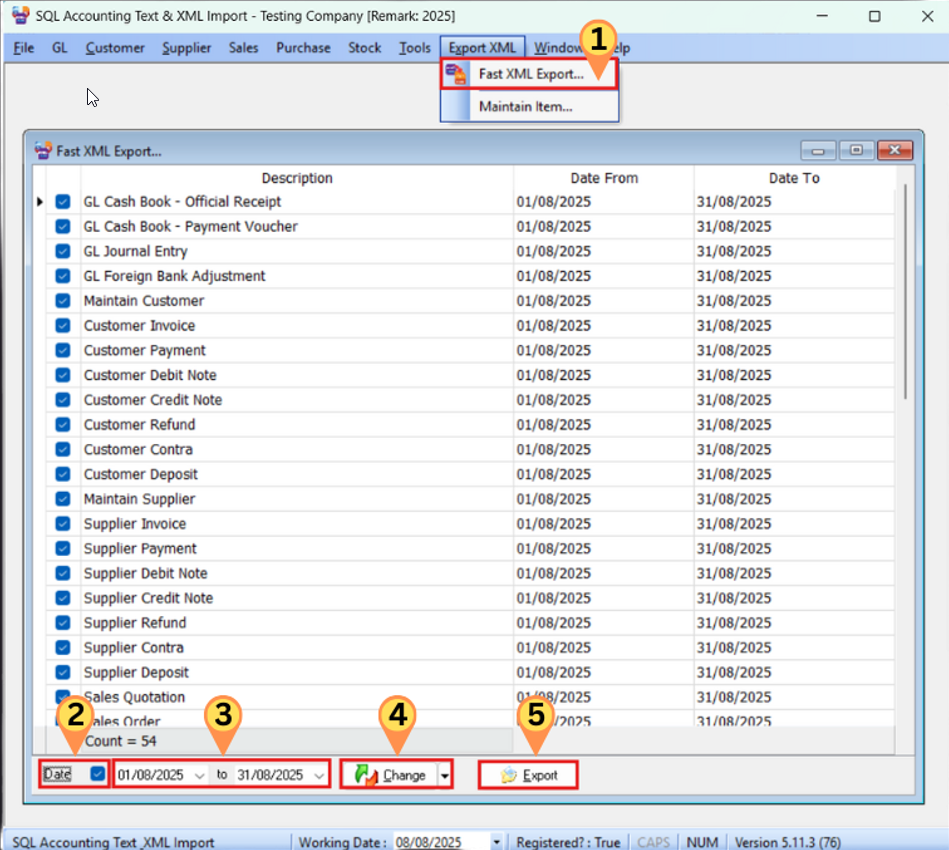 SQL Accounting Text & XML Import - Testing Company [Remark: 2025]
File GL Customer Supplier Sales Purchase Stock Tools Export XML Window
1
Fast XML Export...
Maintain Item...
Fast XML Export...
Description Date From Date To
GL Cash Book - Official Receipt 01/08/2025 31/08/2025
GL Cash Book - Payment Voucher 01/08/2025 31/08/2025
GL Journal Entry 01/08/2025 31/08/2025
GL Foreign Bank Adjustment 01/08/2025 31/08/2025
Maintain Customer 01/08/2025 31/08/2025
Customer Invoice 01/08/2025 31/08/2025
Customer Payment 01/08/2025 31/08/2025
Customer Debit Note 01/08/2025 31/08/2025
Customer Credit Note 01/08/2025 31/08/2025
Customer Refund 01/08/2025 31/08/2025
Customer Contra 01/08/2025 31/08/2025
Customer Deposit 01/08/2025 31/08/2025
Maintain Supplier 01/08/2025 31/08/2025
Supplier Invoice 01/08/2025 31/08/2025
Supplier Payment 01/08/2025 31/08/2025
Supplier Debit Note 01/08/2025 31/08/2025
Supplier Credit Note 01/08/2025 31/08/2025
Supplier Refund 01/08/2025 31/08/2025
Supplier Contra 01/08/2025 31/08/2025
Supplier Deposit 01/08/2025 31/08/2025
Sales Quotation 01/08/2025 31/08/2025
Sales Order /2025 31/08/2025
2 3 4 5
Count = 54
Date 01/08/2025 to 31/08/2025 Change Export
SQL Accounting Text_XML Import Working Date : 08/08/2025 Registered? : True CAPS NUM Version 5.11.3 (76)